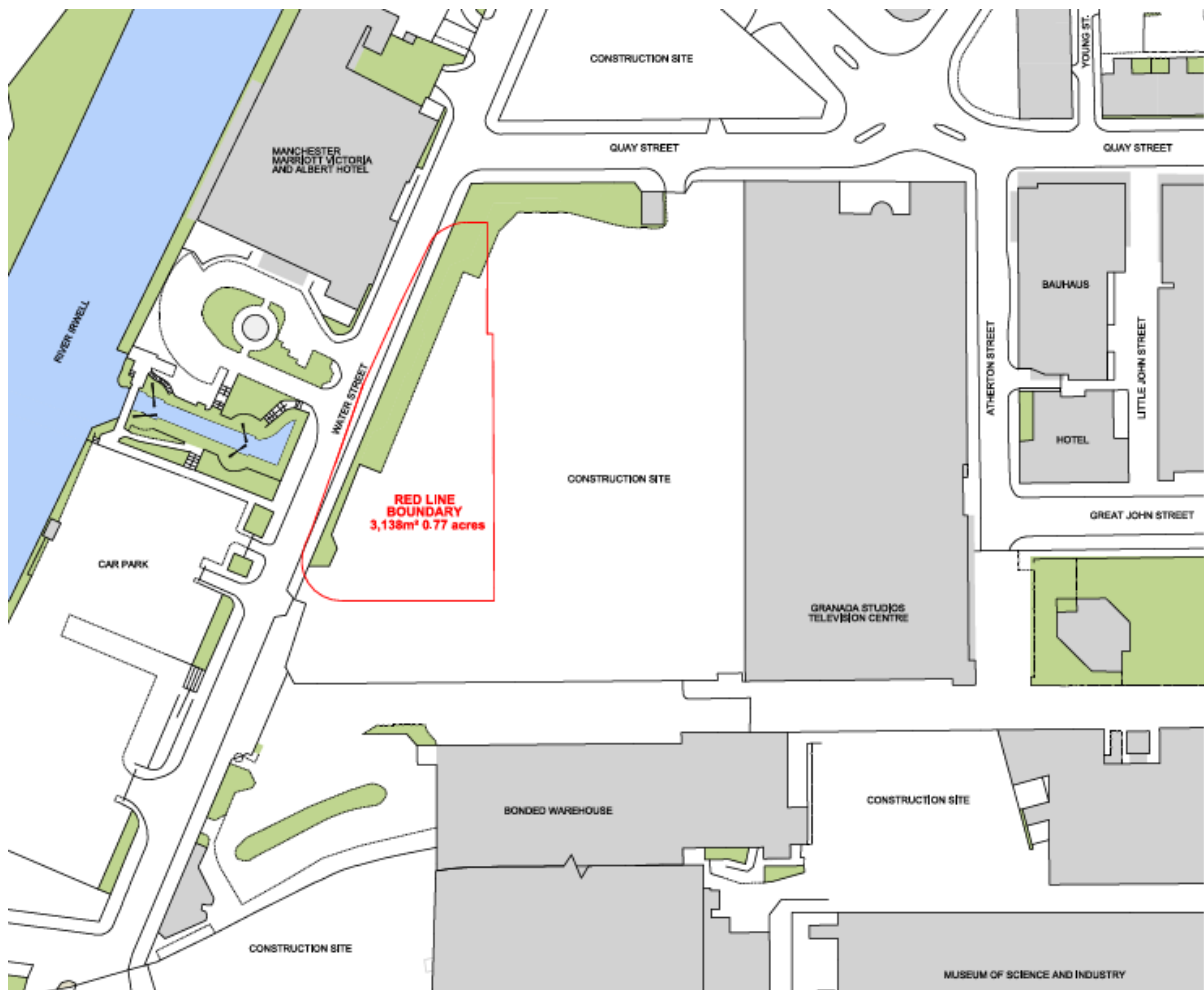 CONSTRUCTION SITE
YOUNG ST.
QUAY STREET
QUAY STREET
MANCHESTER
MARRIOTT VICTORIA
AND ALBERT HOTEL
RIVER IRWELL
WATER STREET
BAUHAUS
ATHERTON STREET
LITTLE JOHN STREET
HOTEL
CONSTRUCTION SITE
RED LINE
BOUNDARY
3,138m² 0.77 acres
GREAT JOHN STREET
CAR PARK
GRANADA STUDIOS
TELEVISION CENTRE
BONDED WAREHOUSE
CONSTRUCTION SITE
CONSTRUCTION SITE
MUSEUM OF SCIENCE AND INDUSTRY